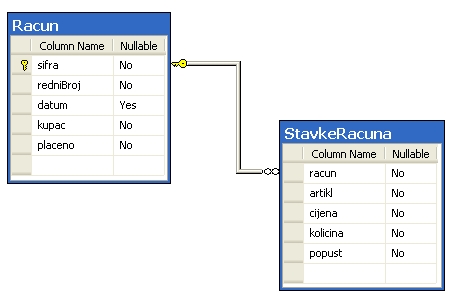 Racun
Column Name Nullable
sifra No
redniBroj No
datum Yes
kupac No
placeno No
StavkeRacuna
Column Name Nullable
racun No
artikl No
cijena No
kolicina No
popust No